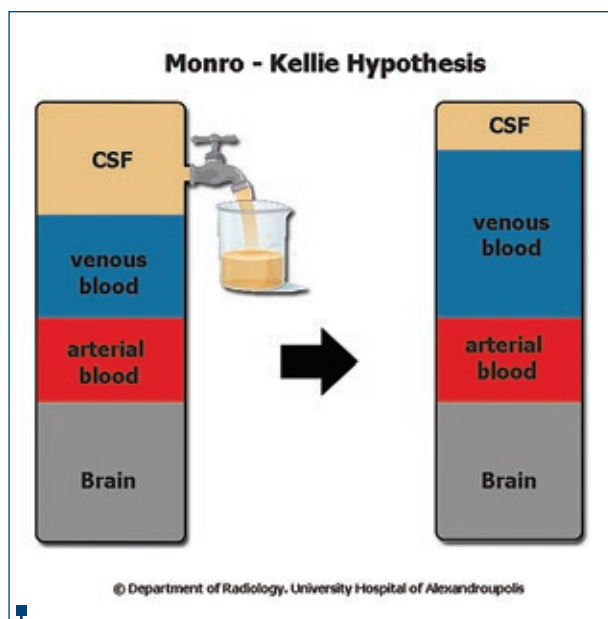 Monro - Kellie Hypothesis
CSF
venous
blood
arterial
blood
Brain
CSF
venous
blood
arterial
blood
Brain
© Department of Radiology. University Hospital of Alexandroupolis